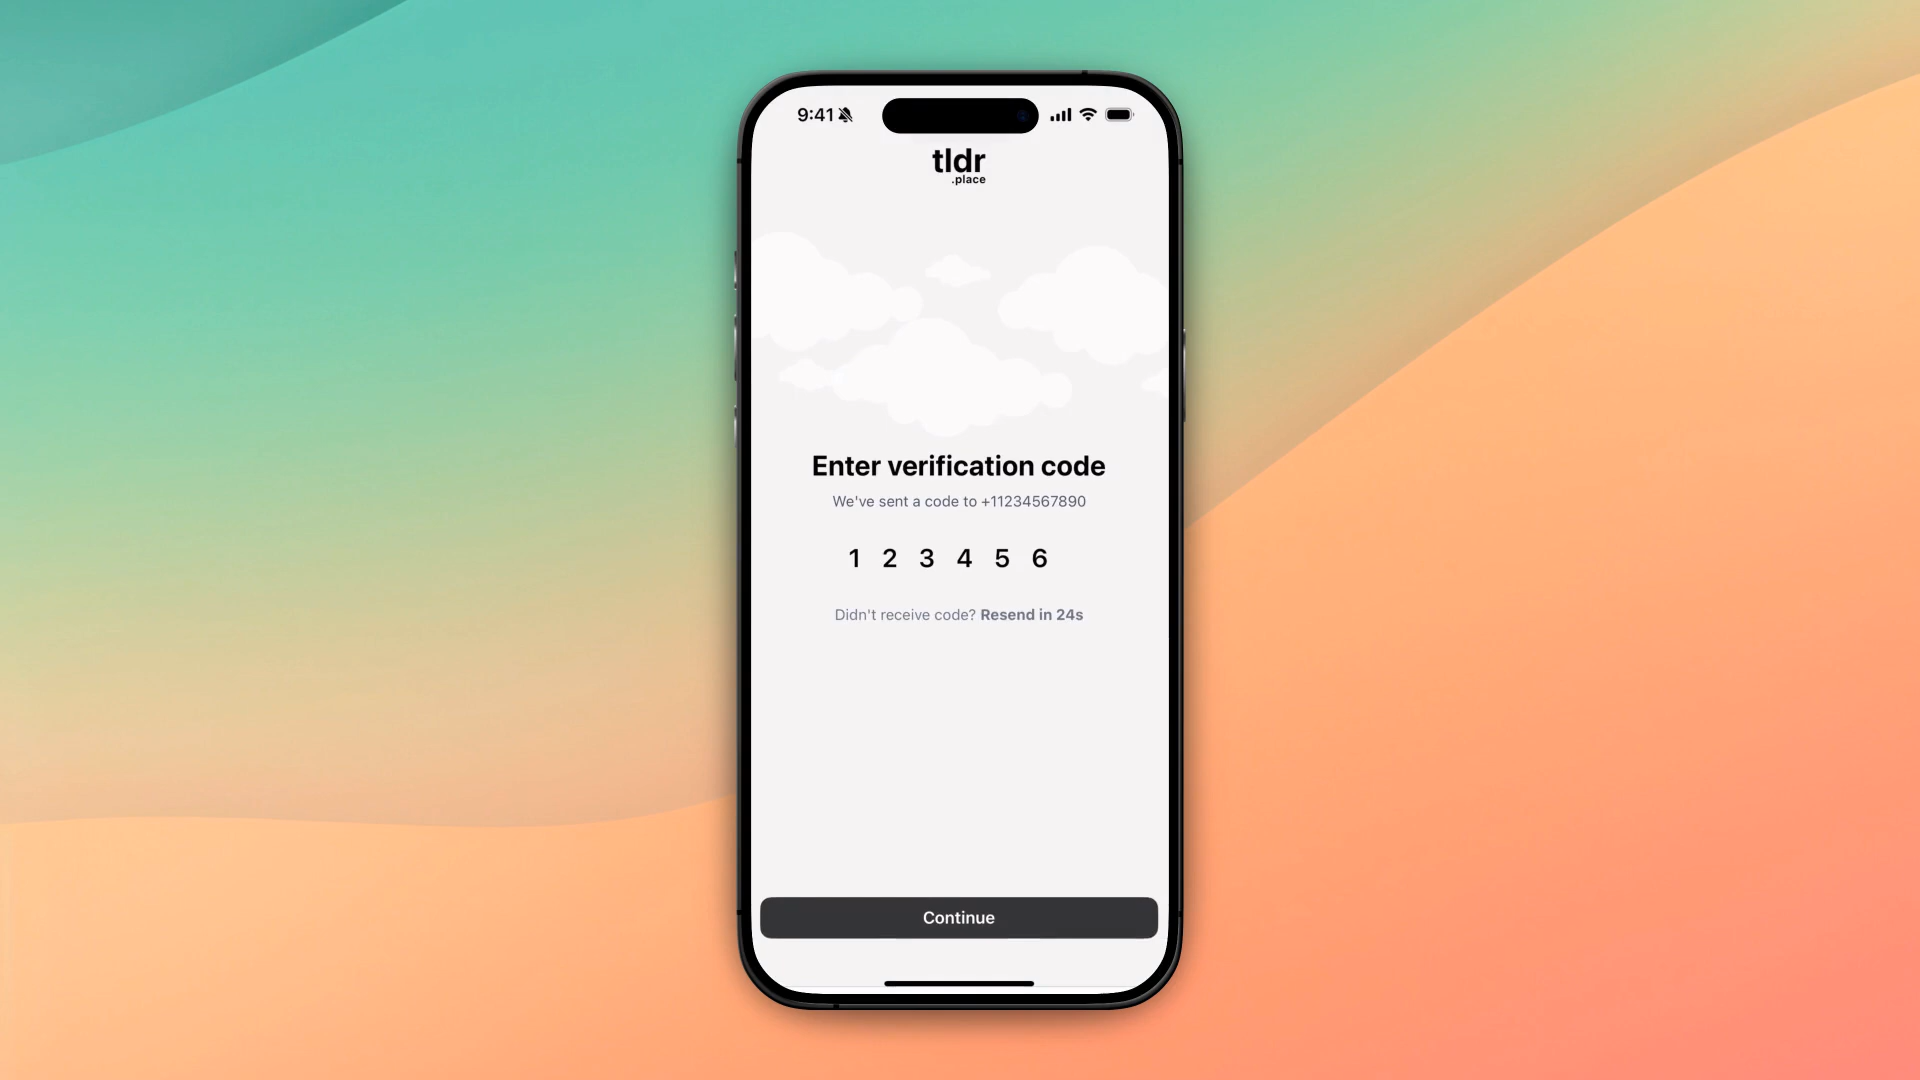 9:41
tldr
.place
Enter verification code
We've sent a code to +11234567890
1 2 3 4 5 6
Didn't receive code? Resend in 24s
Continue